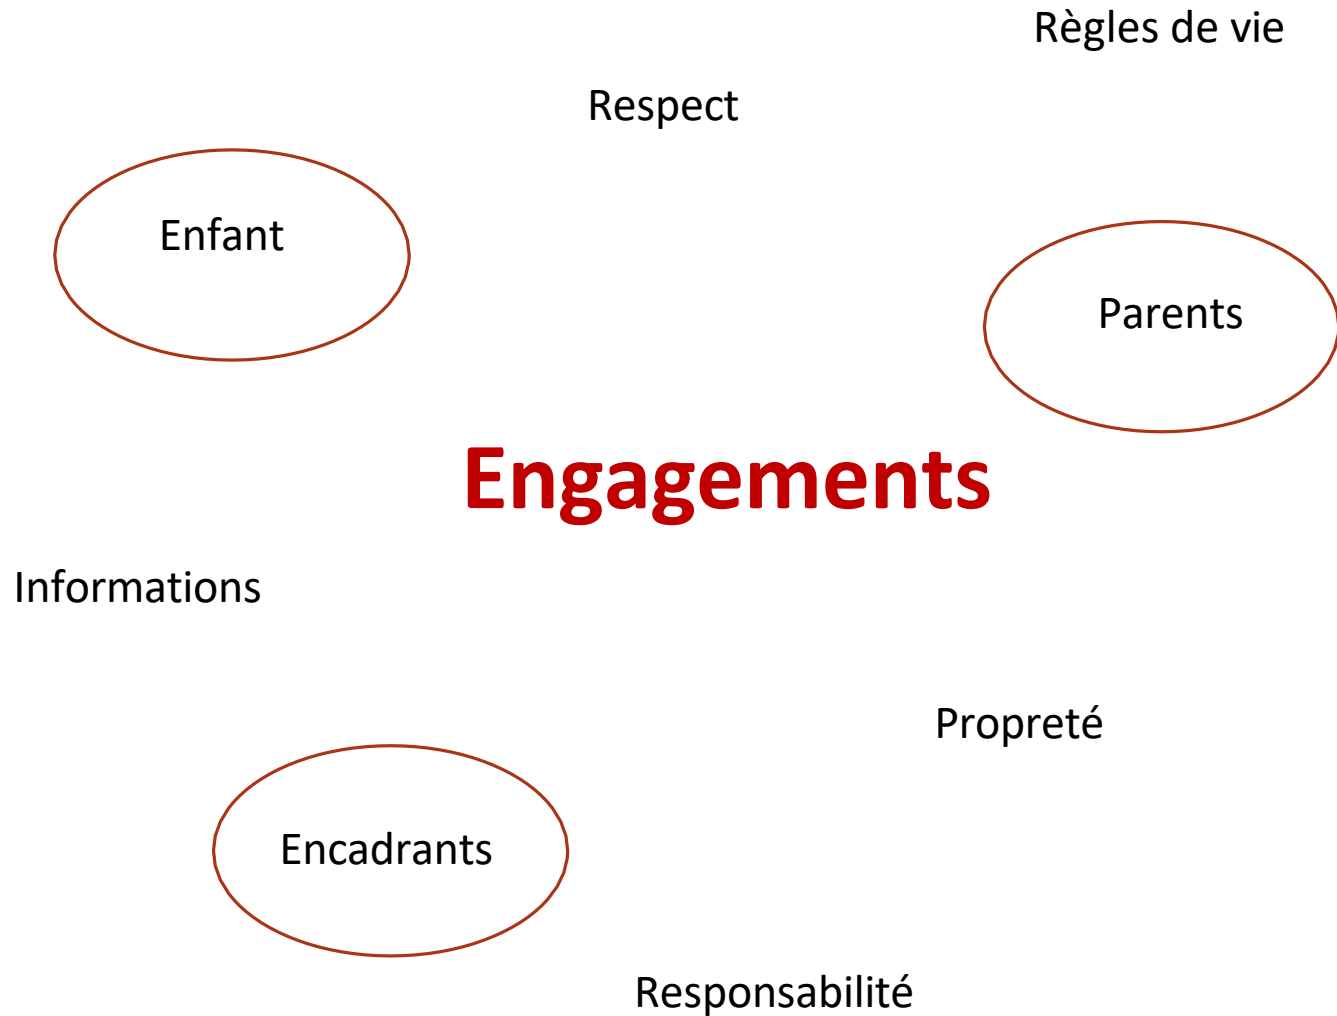 Règles de vie
Respect
Enfant
Parents
Engagements
Informations
Propreté
Encadrants
Responsabilité